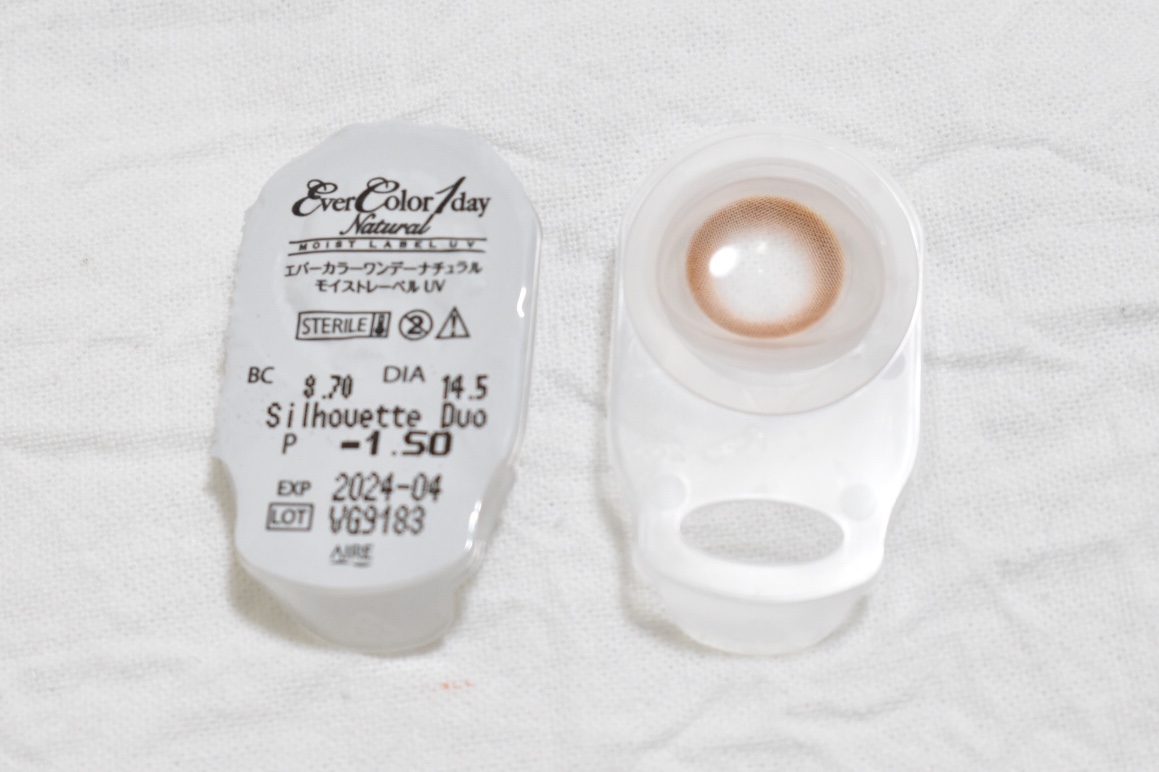 EverColor1day
Natural
MOIST LABEL UV
エバーカラーワンデーナチュラル
モイストレーベル UV
STERILE 2
BC 8.70 DIA 14.5
Silhouette Duo
P -1.50
EXP 2024-04
LOT VG9183
AIRE